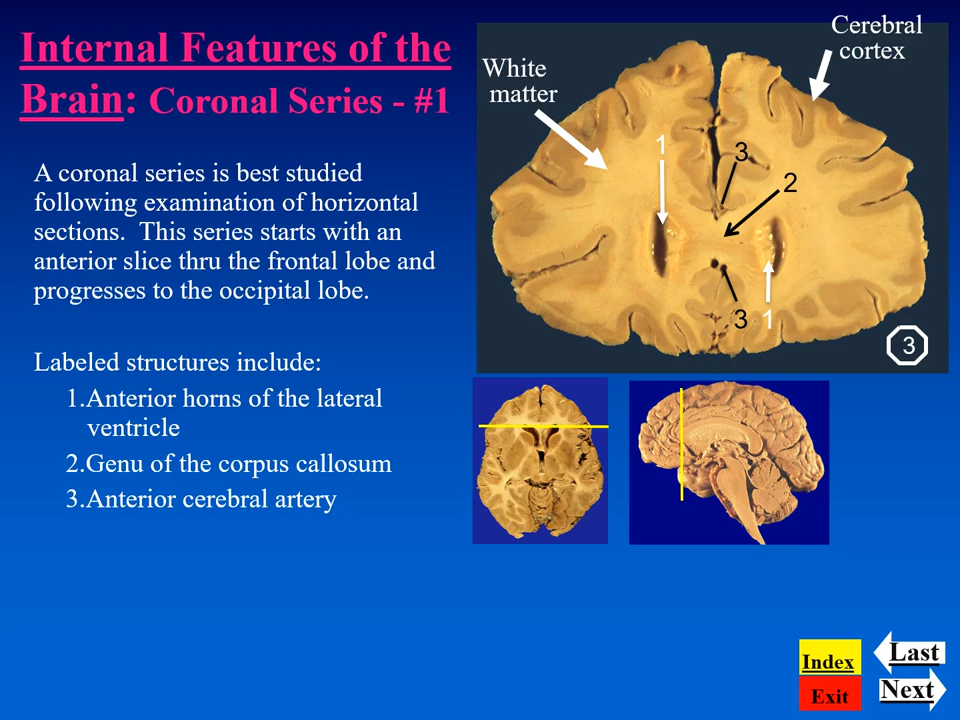 Internal Features of the
Brain: Coronal Series - #1
A coronal series is best studied
following examination of horizontal
sections. This series starts with an
anterior slice thru the frontal lobe and
progresses to the occipital lobe.
Labeled structures include:
1.Anterior horns of the lateral
ventricle
2.Genu of the corpus callosum
3.Anterior cerebral artery
Cerebral
cortex
White
matter
1
3
2
3
1
3
Index
Exit
Last
Next